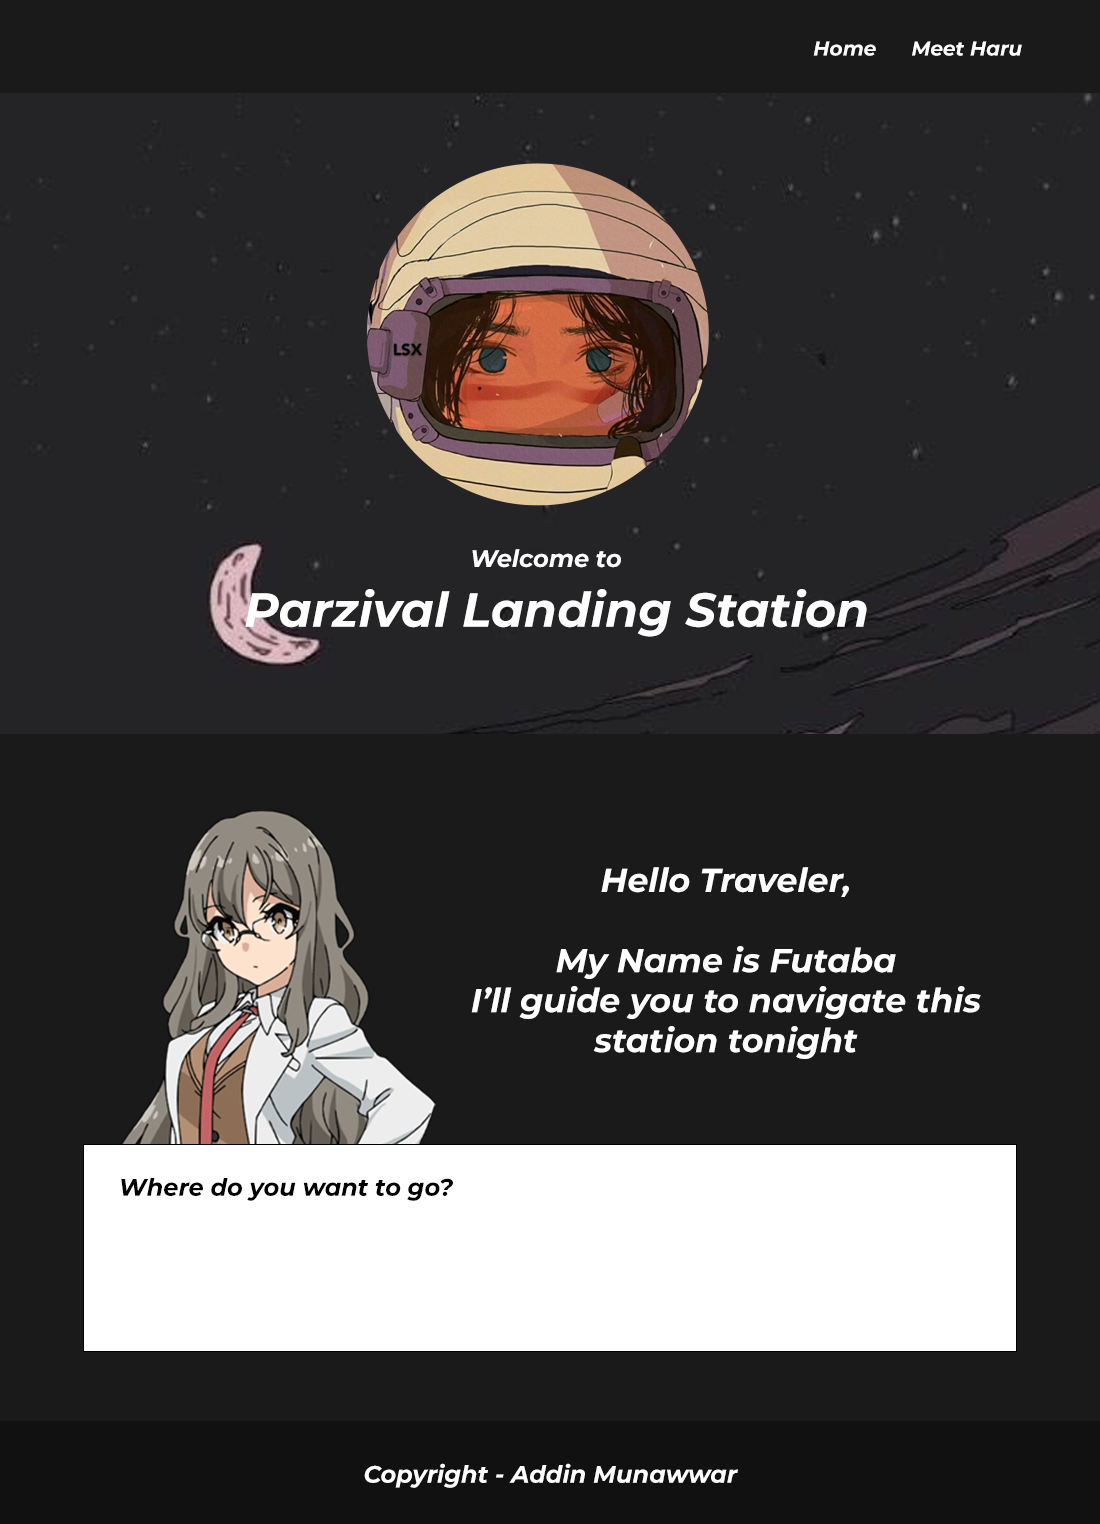 Home Meet Haru
LSX
Welcome to
Parzival Landing Station
Hello Traveler,
My Name is Futaba
I’ll guide you to navigate this
station tonight
Where do you want to go?
Copyright - Addin Munawwar